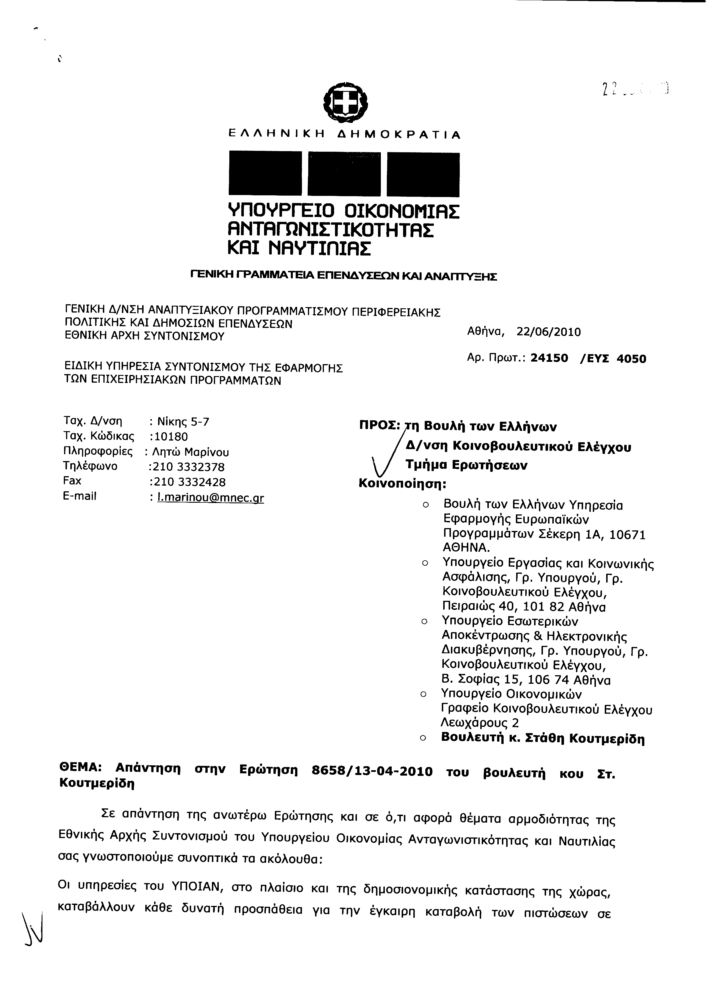 ΕΛΛΗΝΙΚΗ ΔΗΜΟΚΡΑΤΙΑ
ΥΠΟΥΡΓΕΙΟ ΟΙΚΟΝΟΜΙΑΣ
ΑΝΤΑΓΩΝΙΣΤΙΚΟΤΗΤΑΣ
ΚΑΙ ΝΑΥΤΙΛΙΑΣ
ΓΕΝΙΚΗ ΓΡΑΜΜΑΤΕΙΑ ΕΠΕΝΔΥΣΕΩΝ ΚΑΙ ΑΝΑΠΤΥΞΗΣ
ΓΕΝΙΚΗ Δ/ΝΣΗ ΑΝΑΠΤΥΞΙΑΚΟΥ ΠΡΟΓΡΑΜΜΑΤΙΣΜΟΥ ΠΕΡΙΦΕΡΕΙΑΚΗΣ
ΠΟΛΙΤΙΚΗΣ ΚΑΙ ΔΗΜΟΣΙΩΝ ΕΠΕΝΔΥΣΕΩΝ
ΕΘΝΙΚΗ ΑΡΧΗ ΣΥΝΤΟΝΙΣΜΟΥ
Αθήνα, 22/06/2010
Αρ. Πρωτ.: 24150 /ΕΥΣ 4050
ΕΙΔΙΚΗ ΥΠΗΡΕΣΙΑ ΣΥΝΤΟΝΙΣΜΟΥ ΤΗΣ ΕΦΑΡΜΟΓΗΣ
ΤΩΝ ΕΠΙΧΕΙΡΗΣΙΑΚΩΝ ΠΡΟΓΡΑΜΜΑΤΩΝ
Ταχ. Δ/νση : Νίκης 5-7
Ταχ. Κώδικας :10180
Πληροφορίες : Λητώ Μαρίνου
Τηλέφωνο :210 3332378
Fax :210 3332428
E-mail : l.marinou@mnec.gr
ΠΡΟΣ: τη Βουλή των Ελλήνων
Δ/νση Κοινοβουλευτικού Ελέγχου
Τμήμα Ερωτήσεων
Κοινοποίηση:
o Βουλή των Ελλήνων Υπηρεσία
Εφαρμογής Ευρωπαϊκών
Προγραμμάτων Σέκερη 1Α, 10671
ΑΘΗΝΑ.
o Υπουργείο Εργασίας και Κοινωνικής
Ασφάλισης, Γρ. Υπουργού, Γρ.
Κοινοβουλευτικού Ελέγχου,
Πειραιώς 40, 101 82 Αθήνα
o Υπουργείο Εσωτερικών
Αποκέντρωσης & Ηλεκτρονικής
Διακυβέρνησης, Γρ. Υπουργού, Γρ.
Κοινοβουλευτικού Ελέγχου,
Β. Σοφίας 15, 106 74 Αθήνα
o Υπουργείο Οικονομικών
Γραφείο Κοινοβουλευτικού Ελέγχου
Λεωχάρους 2
o Βουλευτή κ. Στάθη Κουτμερίδη
ΘΕΜΑ: Απάντηση στην Ερώτηση 8658/13-04-2010 του βουλευτή κου Στ.
Κουτμερίδη
Σε απάντηση της ανωτέρω Ερώτησης και σε ό,τι αφορά θέματα αρμοδιότητας της
Εθνικής Αρχής Συντονισμού του Υπουργείου Οικονομίας Ανταγωνιστικότητας και Ναυτιλίας
σας γνωστοποιούμε συνοπτικά τα ακόλουθα:
Οι υπηρεσίες του ΥΠΟΙΑΝ, στο πλαίσιο και της δημοσιονομικής κατάστασης της χώρας,
καταβάλλουν κάθε δυνατή προσπάθεια για την έγκαιρη καταβολή των πιστώσεων σε